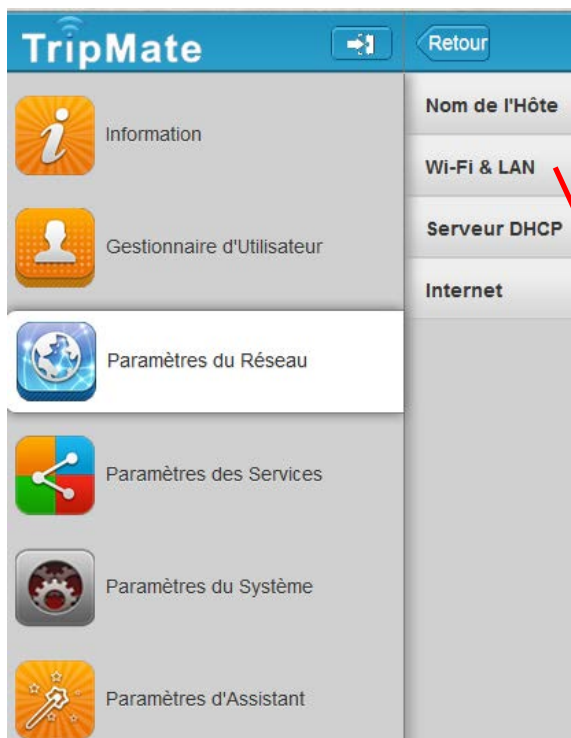 TripMate
Retour
Information
Gestionnaire d'Utilisateur
Paramètres du Réseau
Paramètres des Services
Paramètres du Système
Paramètres d'Assistant
Nom de l'Hôte
Wi-Fi & LAN
Serveur DHCP
Internet